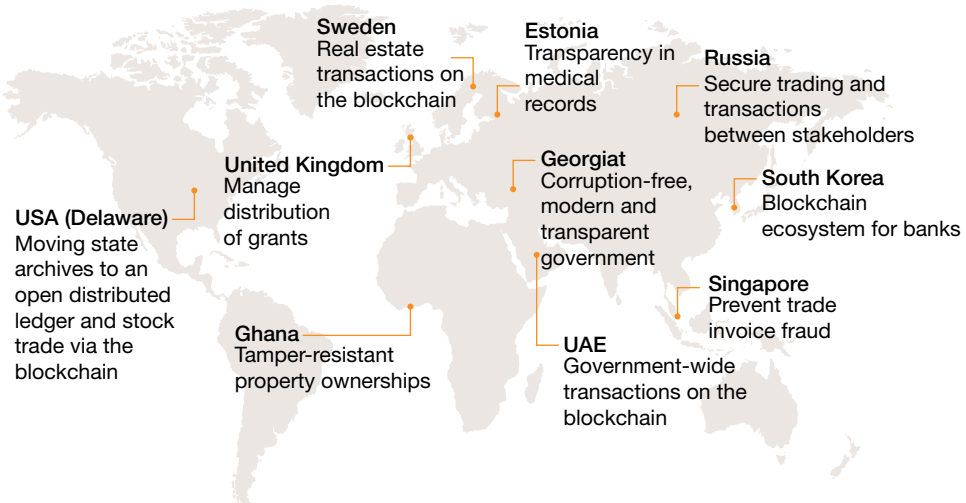 Sweden
Real estate
transactions on
the blockchain
Estonia
Transparency in
medical
records
Russia
Secure trading and
transactions
between stakeholders
United Kingdom
Manage
distribution
of grants
Georgiat
Corruption-free,
modern and
transparent
government
South Korea
Blockchain
ecosystem for banks
USA (Delaware)
Moving state
archives to an
open distributed
ledger and stock
trade via the
blockchain
Singapore
Prevent trade
invoice fraud
Ghana
Tamper-resistant
property ownerships
UAE
Government-wide
transactions on the
blockchain